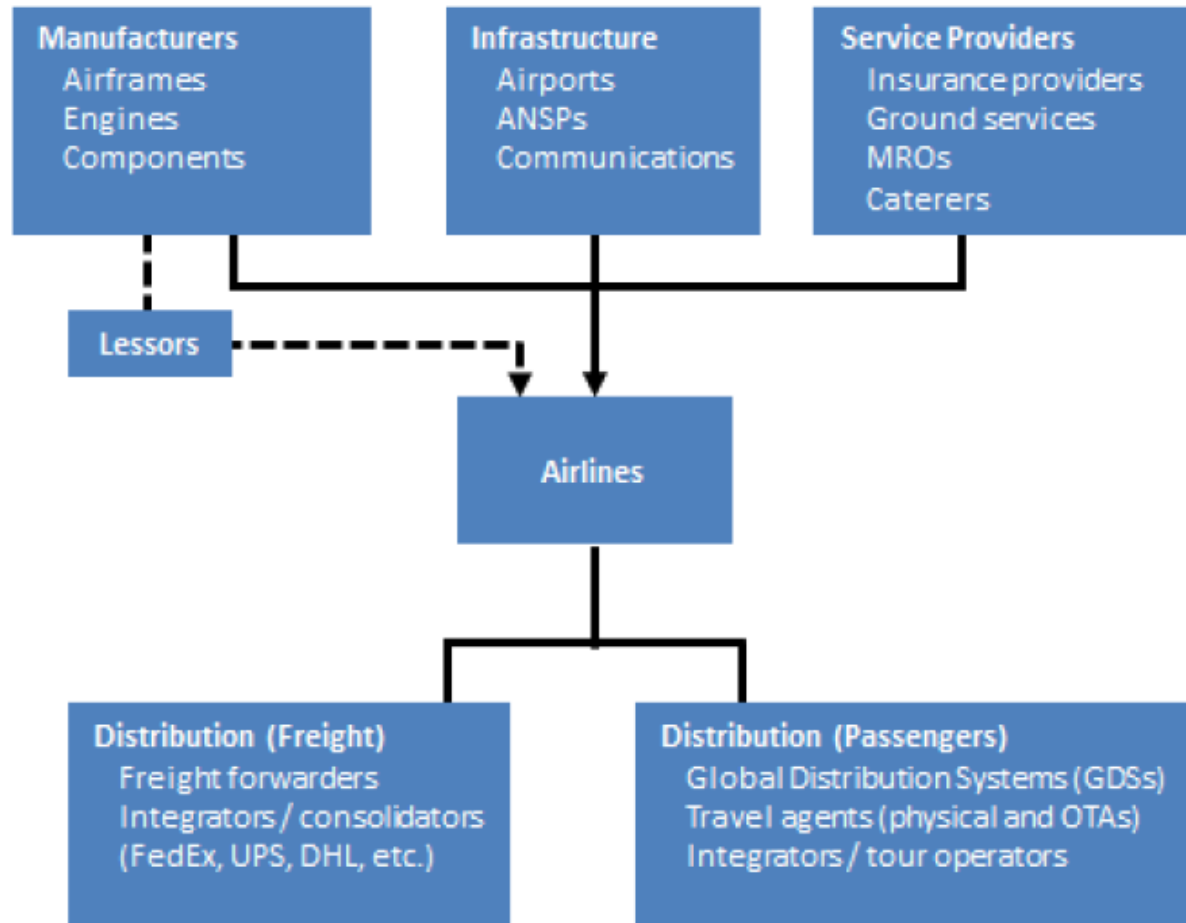 Manufacturers
Airframes
Engines
Components
Infrastructure
Airports
ANSPs
Communications
Service Providers
Insurance providers
Ground services
MROs
Caterers
Lessors
Airlines
Distribution (Freight)
Freight forwarders
Integrators / consolidators
(FedEx, UPS, DHL, etc.)
Distribution (Passengers)
Global Distribution Systems (GDSs)
Travel agents (physical and OTAs)
Integrators / tour operators